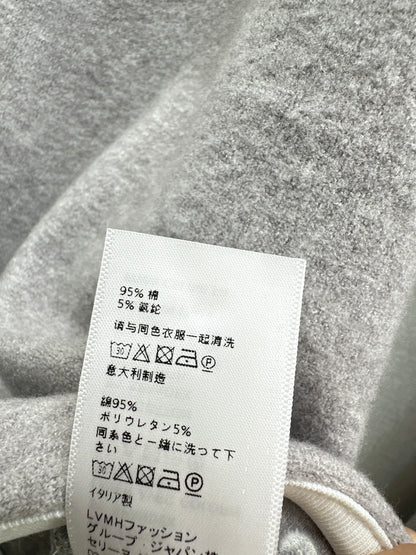 95% 棉
5% 氨纶
请与同色衣服一起清洗
30 P
意大利制造
綿95%
ポリウレタン5%
同系色と一緒に洗って下
さい
30 P
イタリア製
LVMHファッション
グループ・ジャパン株